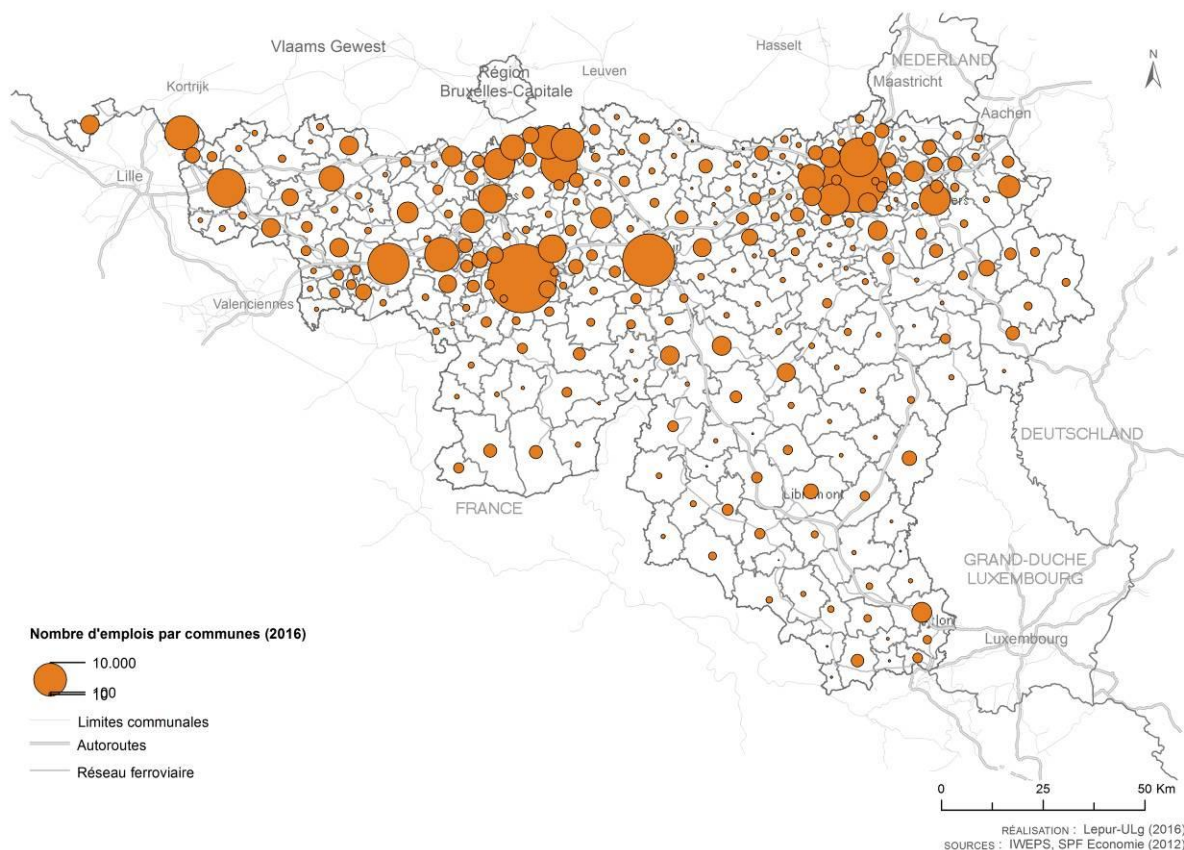 Vlaams Gewest
Hasselt
NEDERLAND
N
Région
Bruxelles-Capitale
Leuven
Maastricht
Kortrijk
Aachen
Lille
Valenciennes
DEUTSCHLAND
FRANCE
GRAND-DUCHE
LUXEMBOURG
Luxembourg
Nombre d'emplois par communes (2016)
10.000
100
10
Limites communales
Autoroutes
Réseau ferroviaire
0 25 50 Km
RÉALISATION : Lepur-ULg (2016)
SOURCES : IWEPS, SPF Economie (2012)